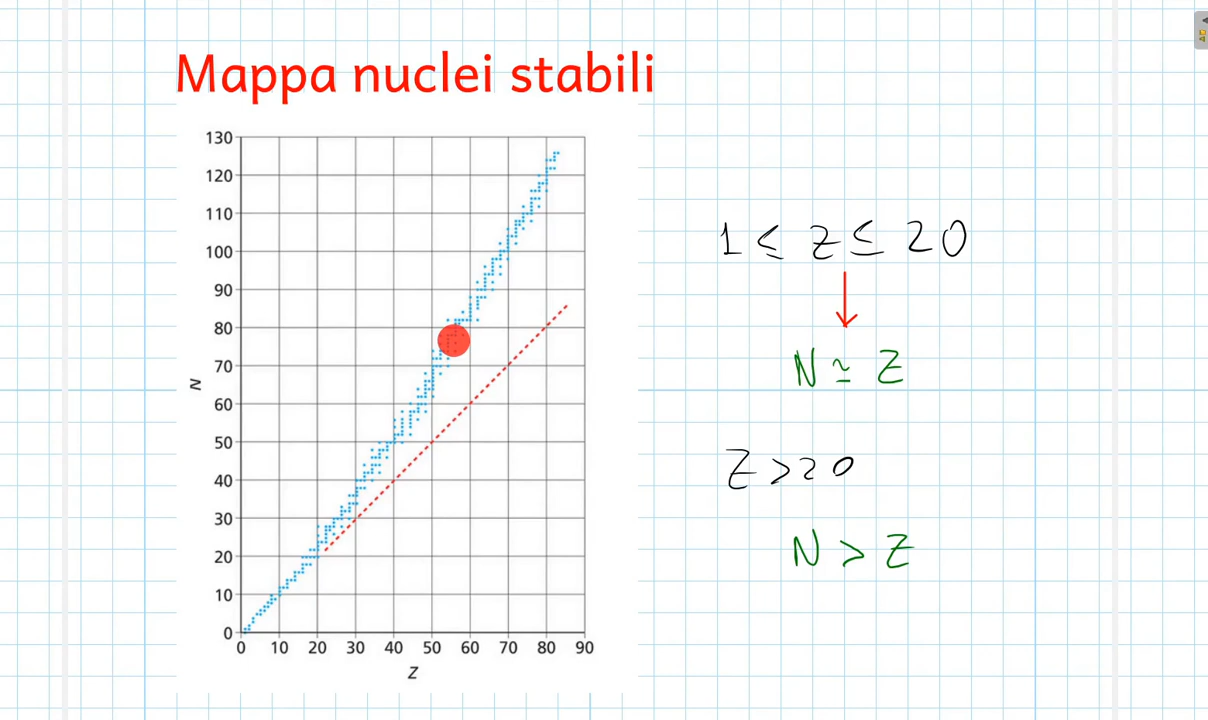 Mappa nuclei stabili
130
120
110
100
90
80
70
60
50
40
30
20
10
0
N
0 10 20 30 40 50 60 70 80 90
Z
1 ≤ Z ≤ 20
N ≃ Z
Z > 20
N > Z